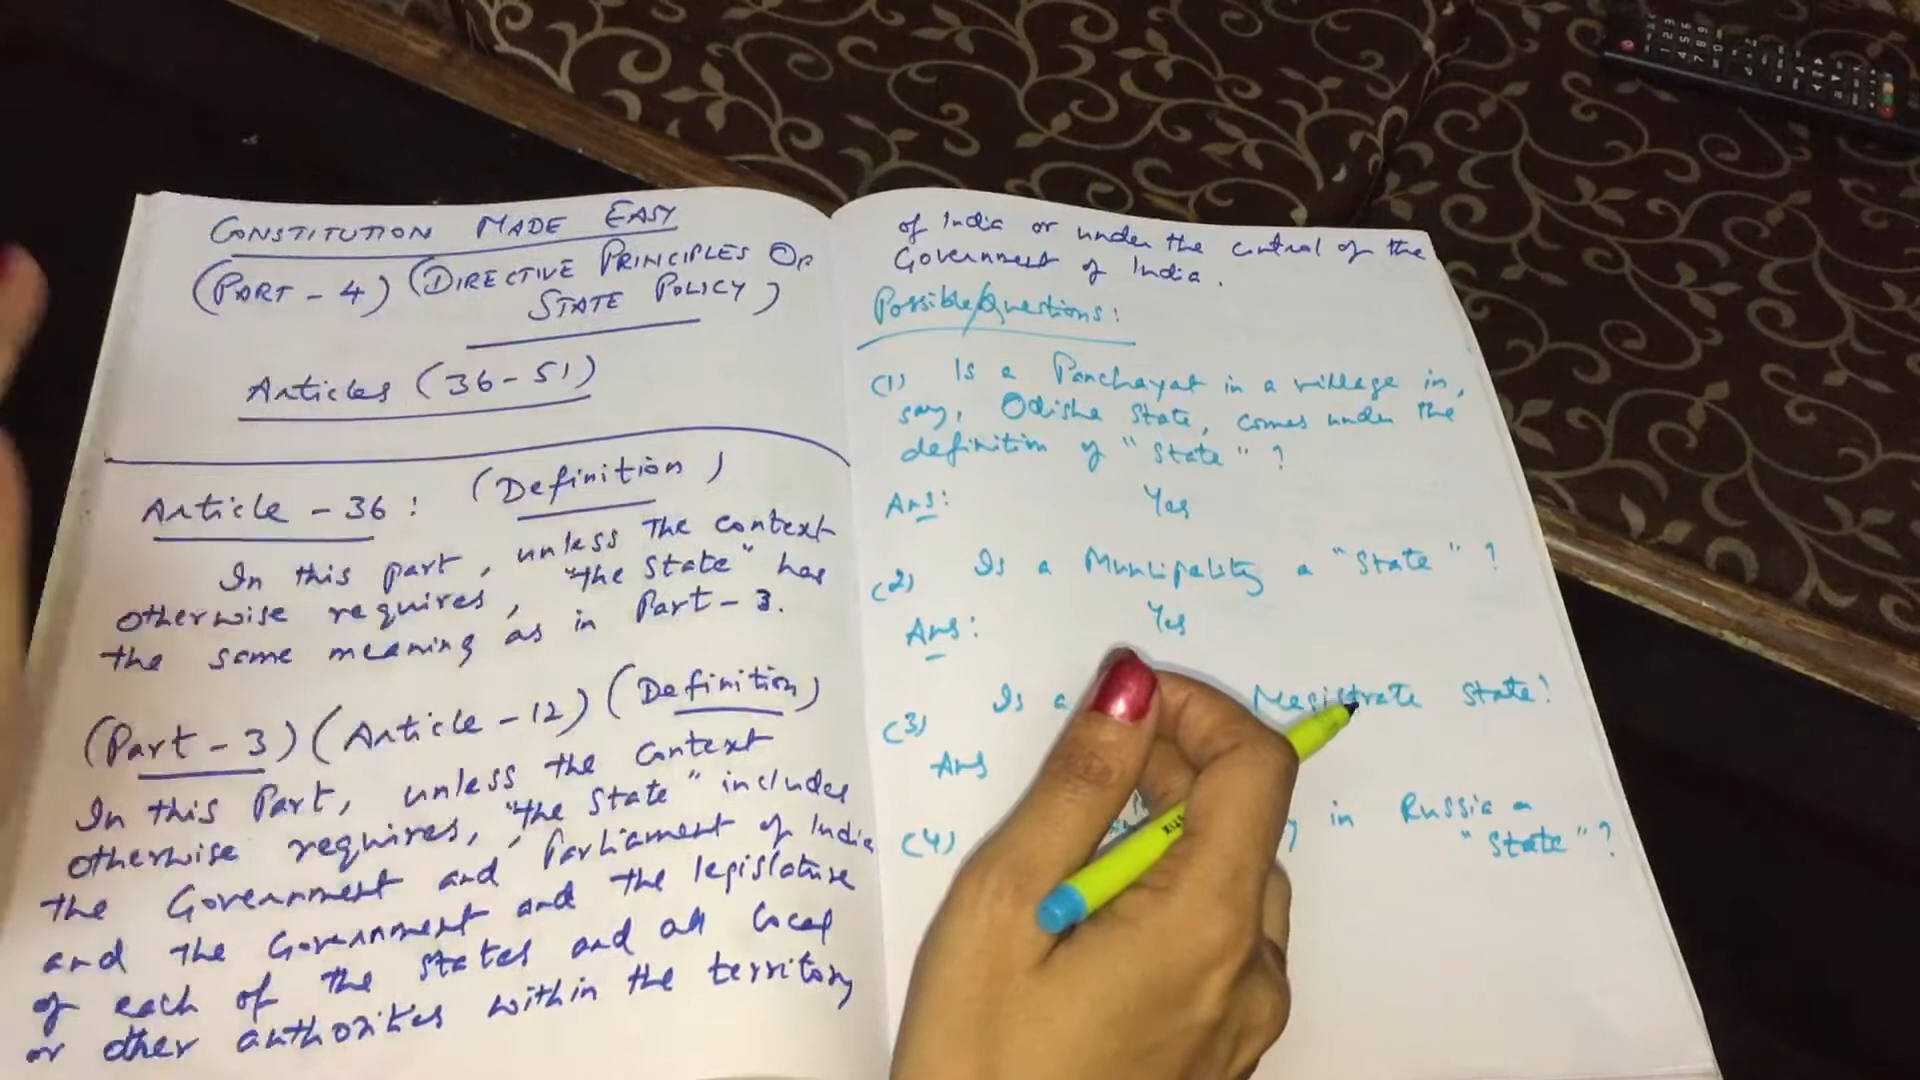 CONSTITUTION MADE EASY
(PART - 4) (DIRECTIVE PRINCIPLES OF
STATE POLICY)
Articles (36-51)
Article - 36: (Definition)
In this part, unless the context
otherwise requires, "the State" has
the same meaning as in Part-3.
(Part - 3) (Article - 12) (Definition)
In this Part, unless the context
otherwise requires, "the State" includes
the Government and Parliament of India
and the Government and the legislature
of each of the states and all local
or other authorities within the territory
of India or under the control of the
Government of India.
Possible/Questions:
(1) Is a Panchayat in a village in,
say, Odisha State, comes under the
definition of "State" ?
Ans: Yes
(2) Is a Municipality a "State" ?
Ans: Yes
(3) Is a Magistrate State?
Ans
(4) in Russia a
"State"?